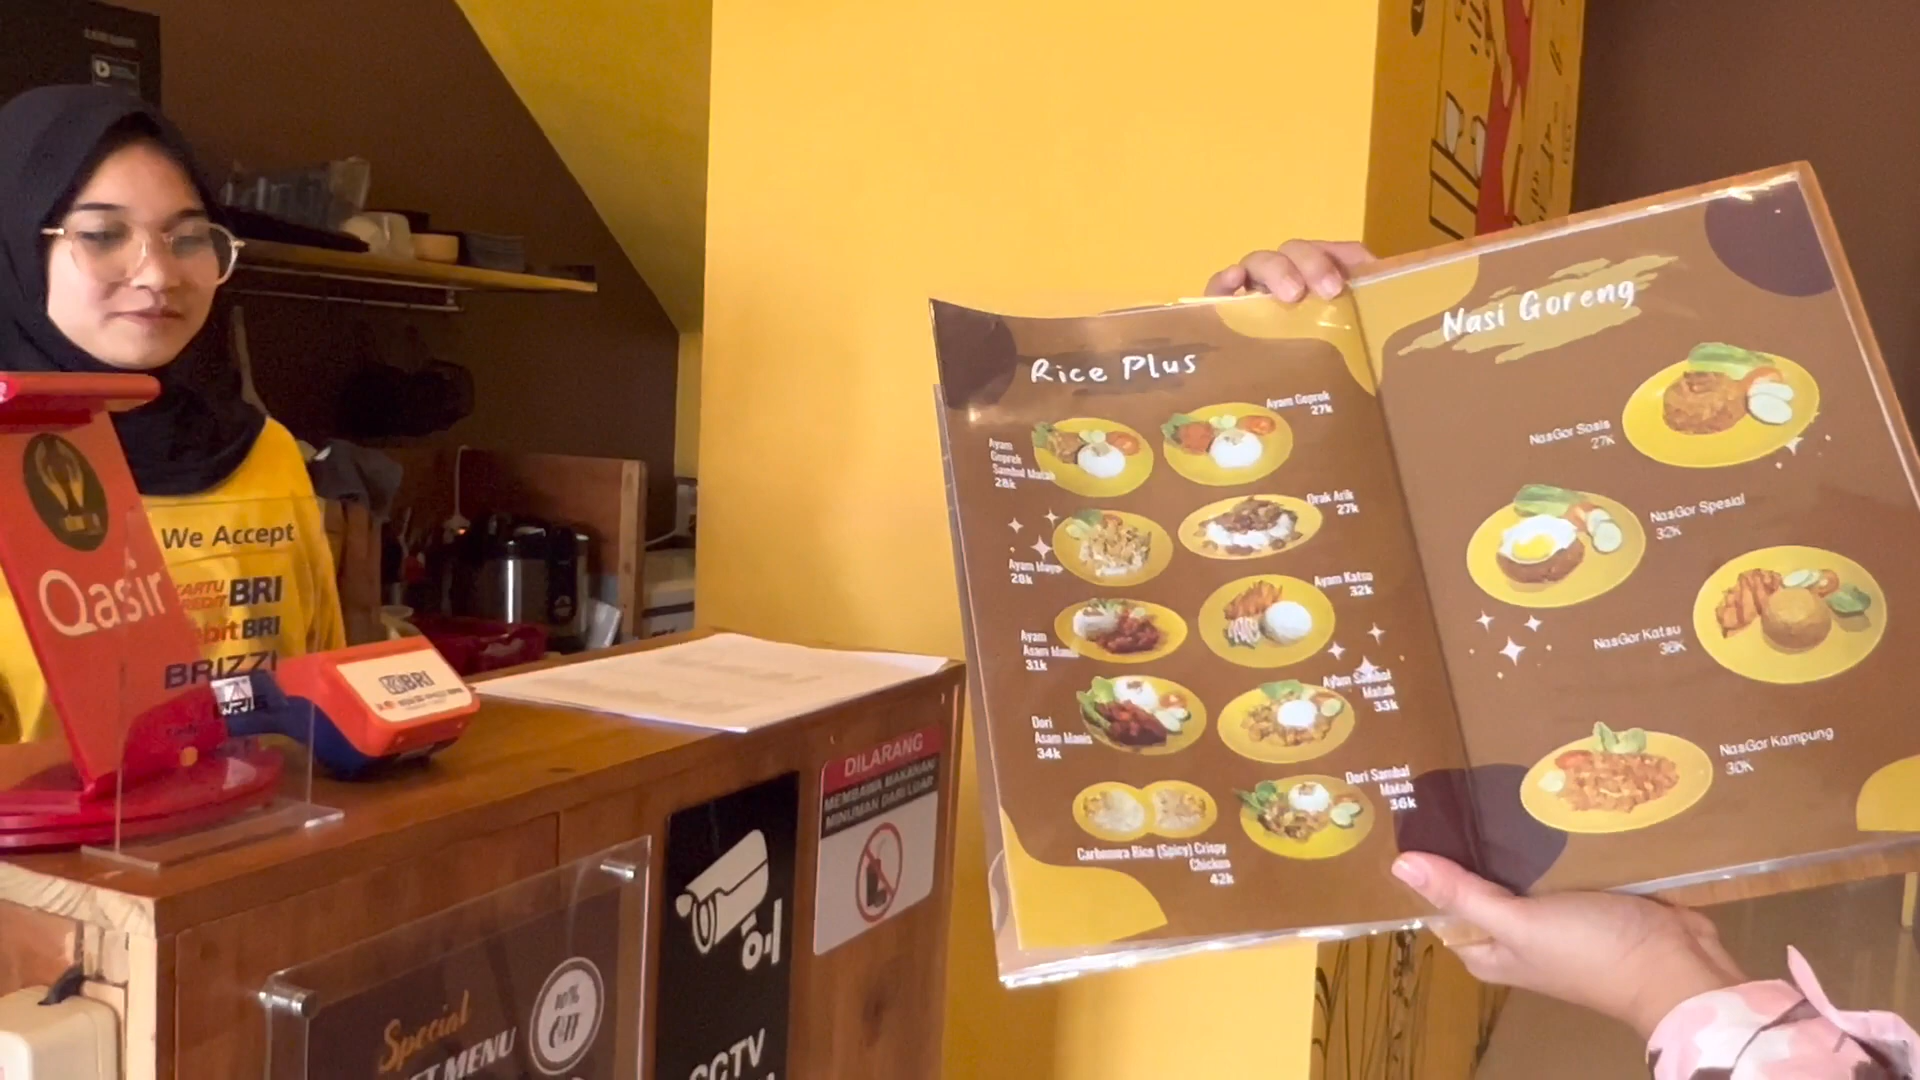 We Accept
KARTU
KREDIT BRI
debit BRI
BRIZZI
Qasir
BRI
DILARANG
MEMBAWA MAKANAN
MINUMAN DARI LUAR
Special
MENU
10%
OFF
CCTV
Rice Plus
Ayam Geprek
27k
Ayam
Geprek
Sambal Matah
28k
Orak Arik
27k
Ayam Mayo
28k
Ayam Katsu
32k
Ayam
Asam Manis
31k
Ayam Sambal
Matah
33k
Dori
Asam Manis
34k
Dori Sambal
Matah
36k
Carbonara Rice (Spicy) Crispy
Chicken
42k
Nasi Goreng
NasGor Sosis
27K
NasGor Spesial
32K
NasGor Katsu
NasGor Kampung
30K